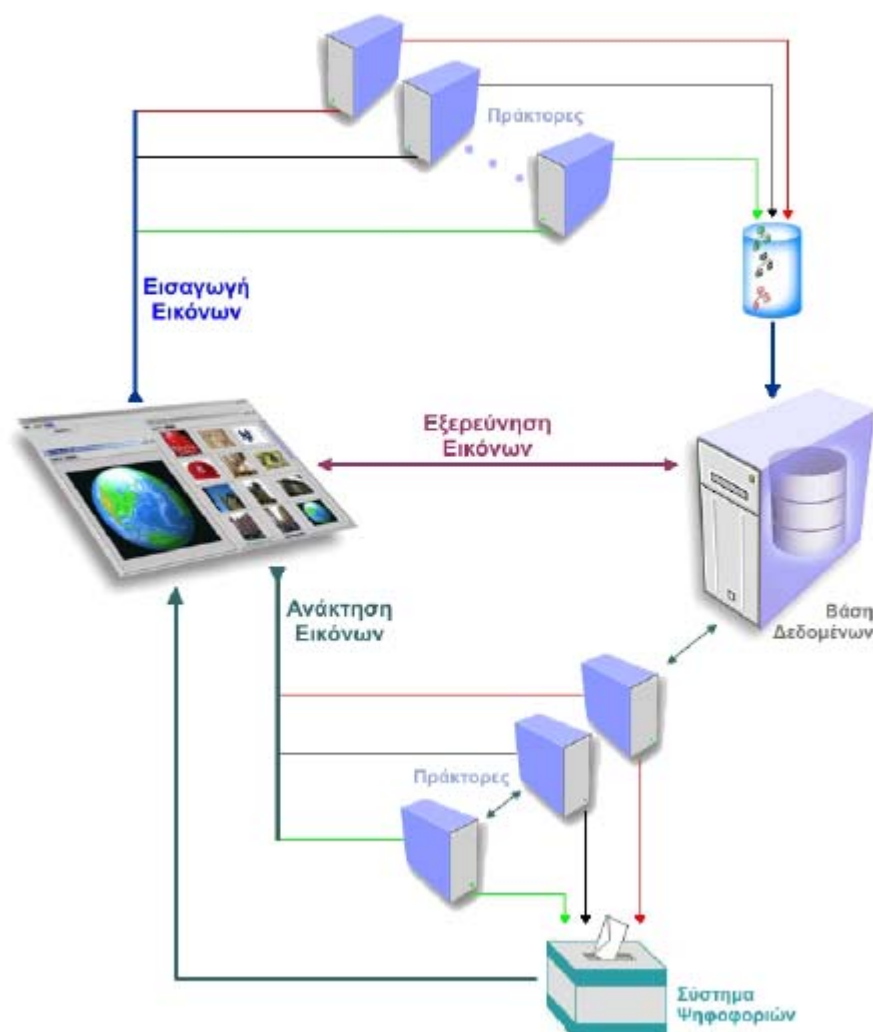 Πράκτορες
Εισαγωγή
Εικόνων
Εξερεύνηση
Εικόνων
Ανάκτηση
Εικόνων
Βάση
Δεδομένων
Πράκτορες
Σύστημα
Ψηφοφοριών